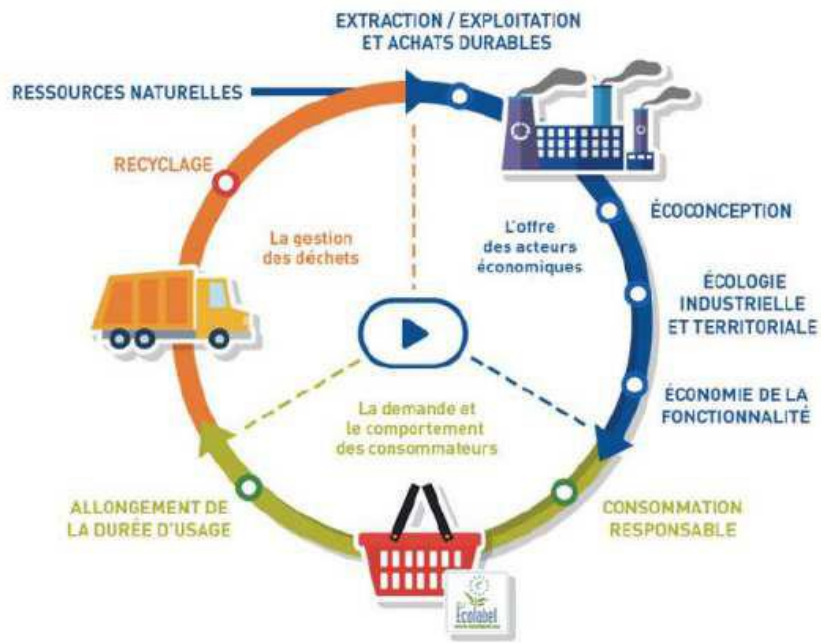 EXTRACTION / EXPLOITATION
ET ACHATS DURABLES
RESSOURCES NATURELLES
RECYCLAGE
La gestion
des déchets
L'offre
des acteurs
économiques
ÉCOCONCEPTION
ÉCOLOGIE
INDUSTRIELLE
ET TERRITORIALE
ÉCONOMIE DE LA
FONCTIONNALITÉ
La demande et
le comportement
des consommateurs
ALLONGEMENT DE
LA DURÉE D'USAGE
CONSOMMATION
RESPONSABLE
Ecolabel